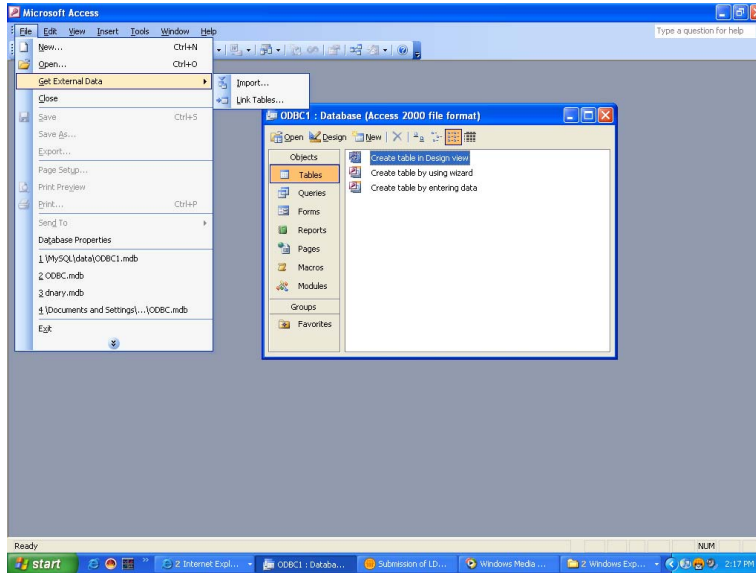 Microsoft Access
File Edit View Insert Tools Window Help
Type a question for help
New... Ctrl+N
Open... Ctrl+O
Get External Data
Import...
Link Tables...
Close
Save Ctrl+S
Save As...
Export...
Page Setup...
Print Preview
Print... Ctrl+P
Send To
Database Properties
1 \MySQL\data\ODBC1.mdb
2 ODBC.mdb
3 dnary.mdb
4 \Documents and Settings\...\ODBC.mdb
Exit
ODBC1 : Database (Access 2000 file format)
Open Design New
Objects
Tables
Queries
Forms
Reports
Pages
Macros
Modules
Groups
Favorites
Create table in Design view
Create table by using wizard
Create table by entering data
Ready
NUM
start
2 Internet Expl...
ODBC1 : Databa...
Submission of LD...
Windows Media ...
2 Windows Exp...
2:17 PM